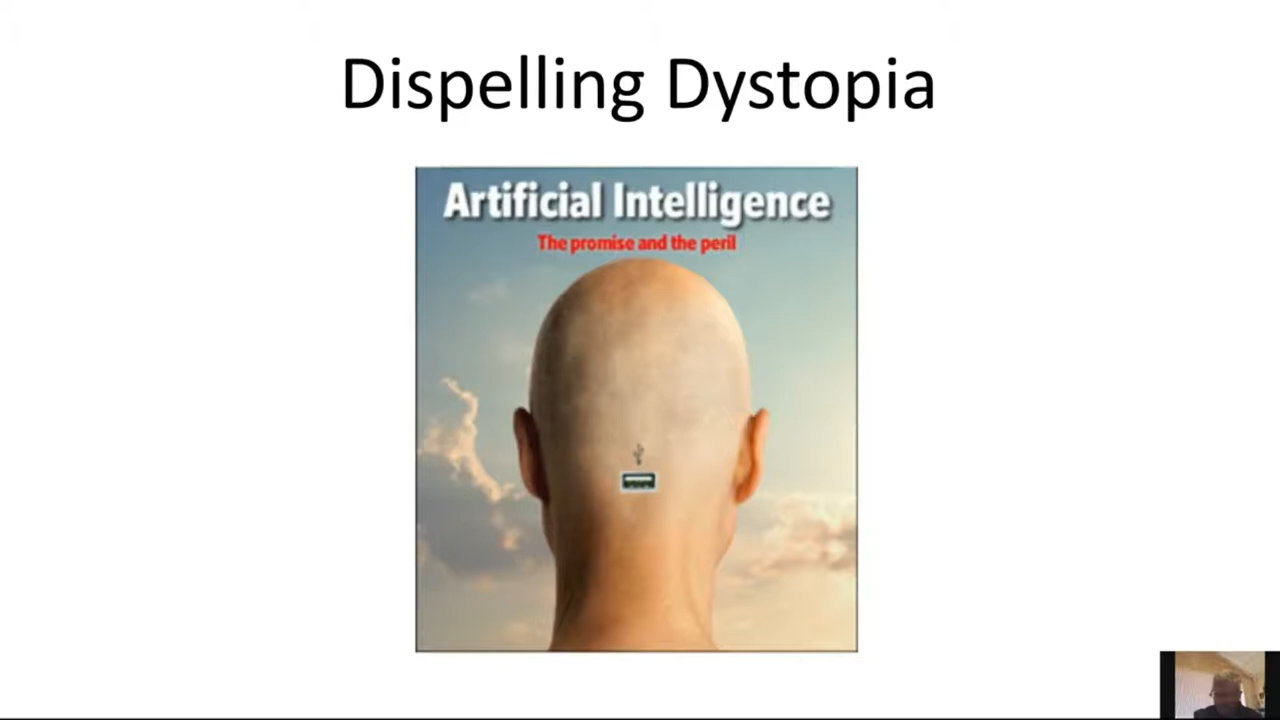 Dispelling Dystopia
Artificial Intelligence
The promise and the peril